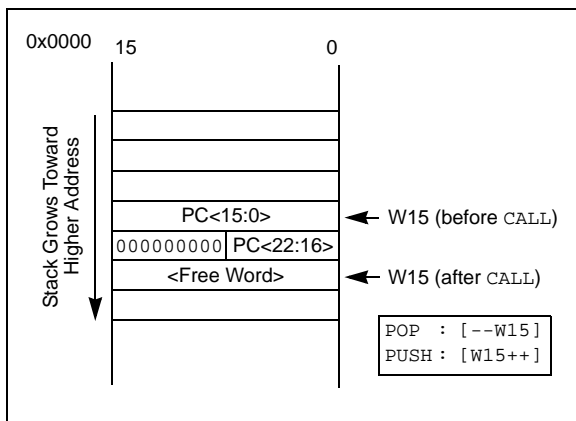 0x0000
15 0
Stack Grows Toward
Higher Address
PC<15:0>
W15 (before CALL)
000000000 PC<22:16>
<Free Word>
W15 (after CALL)
POP : [--W15]
PUSH : [W15++]